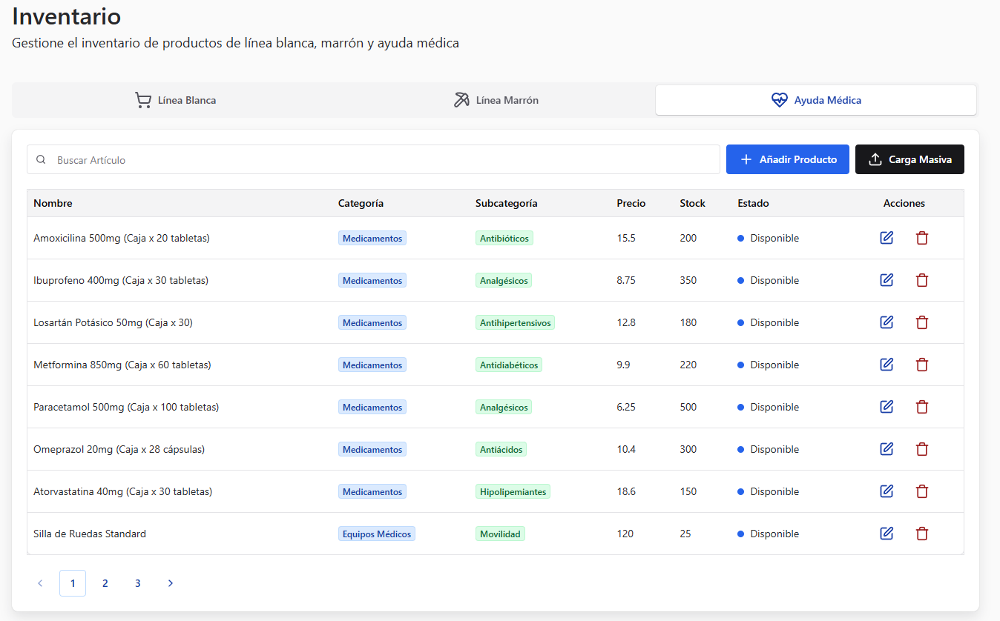 Inventario
Gestione el inventario de productos de línea blanca, marrón y ayuda médica
Línea Blanca Línea Marrón Ayuda Médica
Buscar Artículo Añadir Producto Carga Masiva
Nombre Categoría Subcategoría Precio Stock Estado Acciones
Amoxicilina 500mg (Caja x 20 tabletas) Medicamentos Antibióticos 15.5 200 Disponible
Ibuprofeno 400mg (Caja x 30 tabletas) Medicamentos Analgésicos 8.75 350 Disponible
Losartán Potásico 50mg (Caja x 30) Medicamentos Antihipertensivos 12.8 180 Disponible
Metformina 850mg (Caja x 60 tabletas) Medicamentos Antidiabéticos 9.9 220 Disponible
Paracetamol 500mg (Caja x 100 tabletas) Medicamentos Analgésicos 6.25 500 Disponible
Omeprazol 20mg (Caja x 28 cápsulas) Medicamentos Antiácidos 10.4 300 Disponible
Atorvastatina 40mg (Caja x 30 tabletas) Medicamentos Hipolipemiantes 18.6 150 Disponible
Silla de Ruedas Standard Equipos Médicos Movilidad 120 25 Disponible
1 2 3